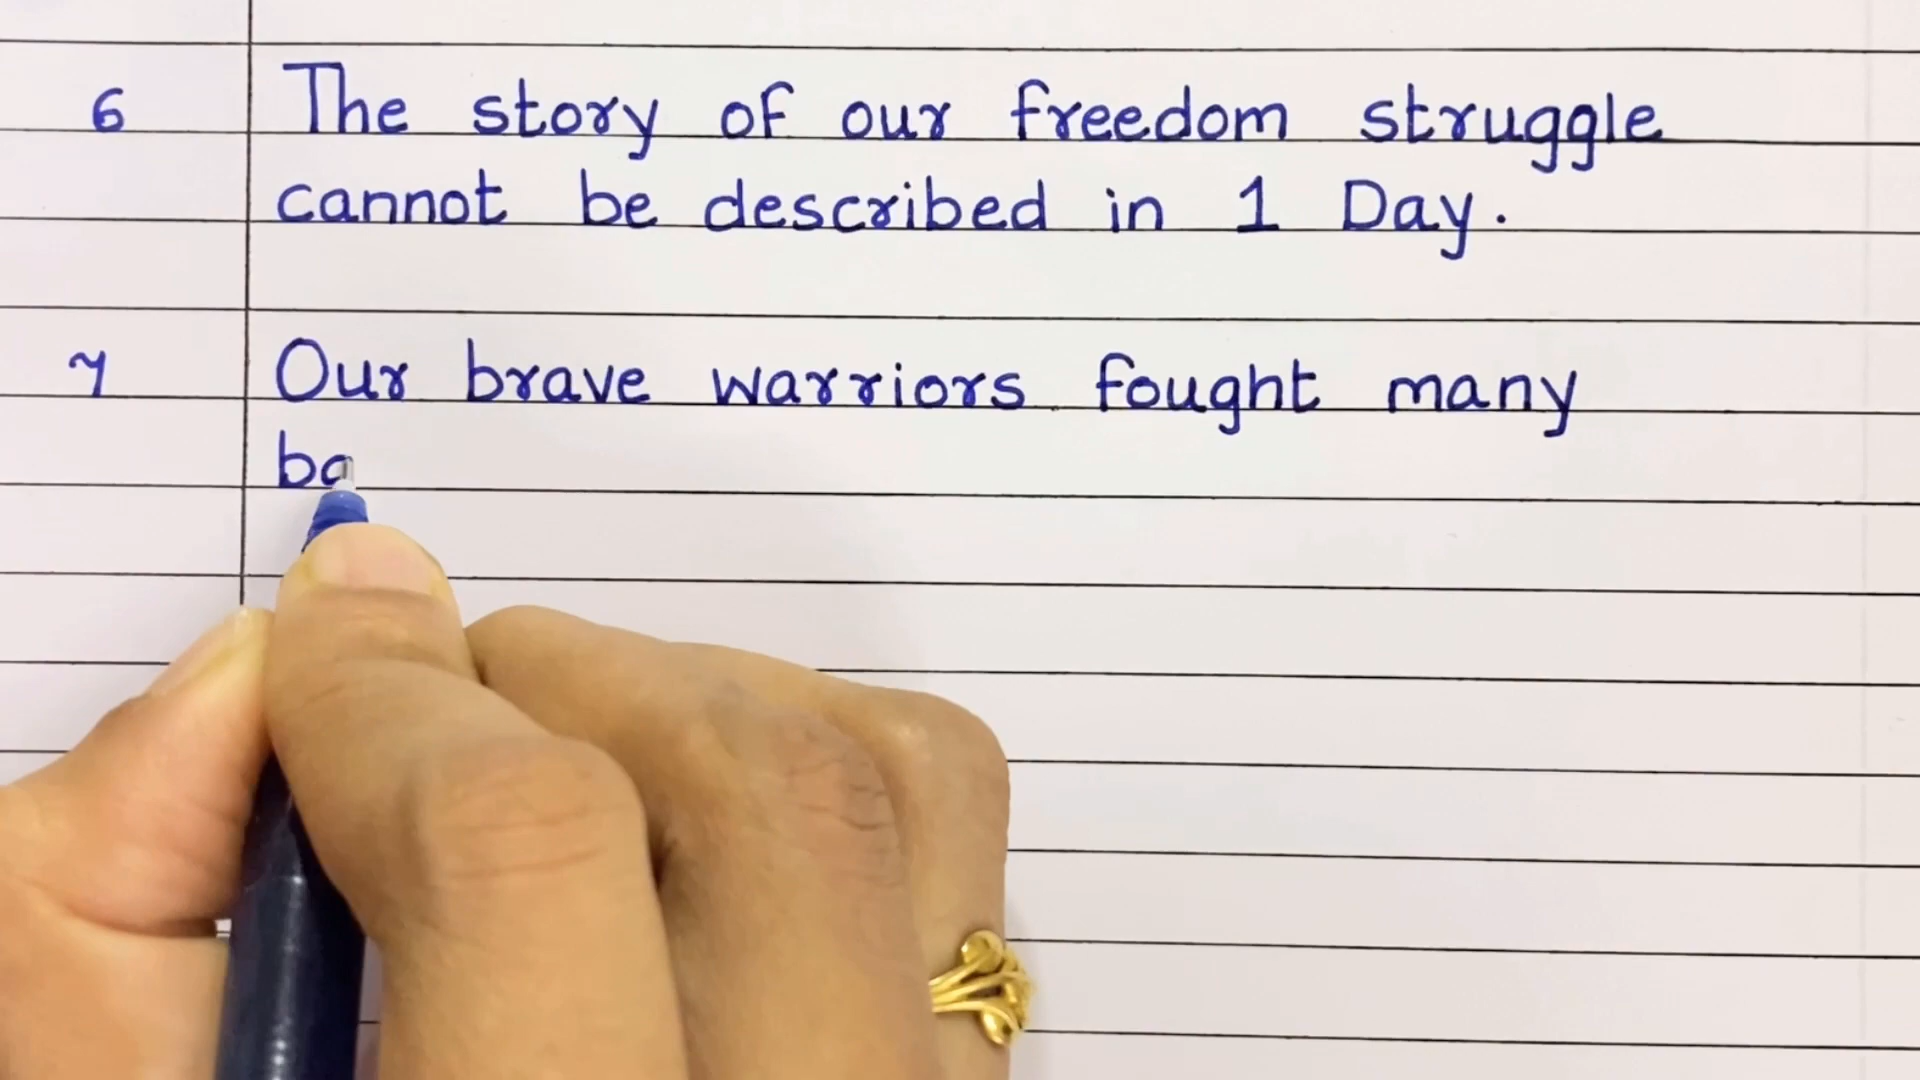 6 The story of our freedom struggle
cannot be described in 1 Day.
7 Our brave warriors fought many
ba